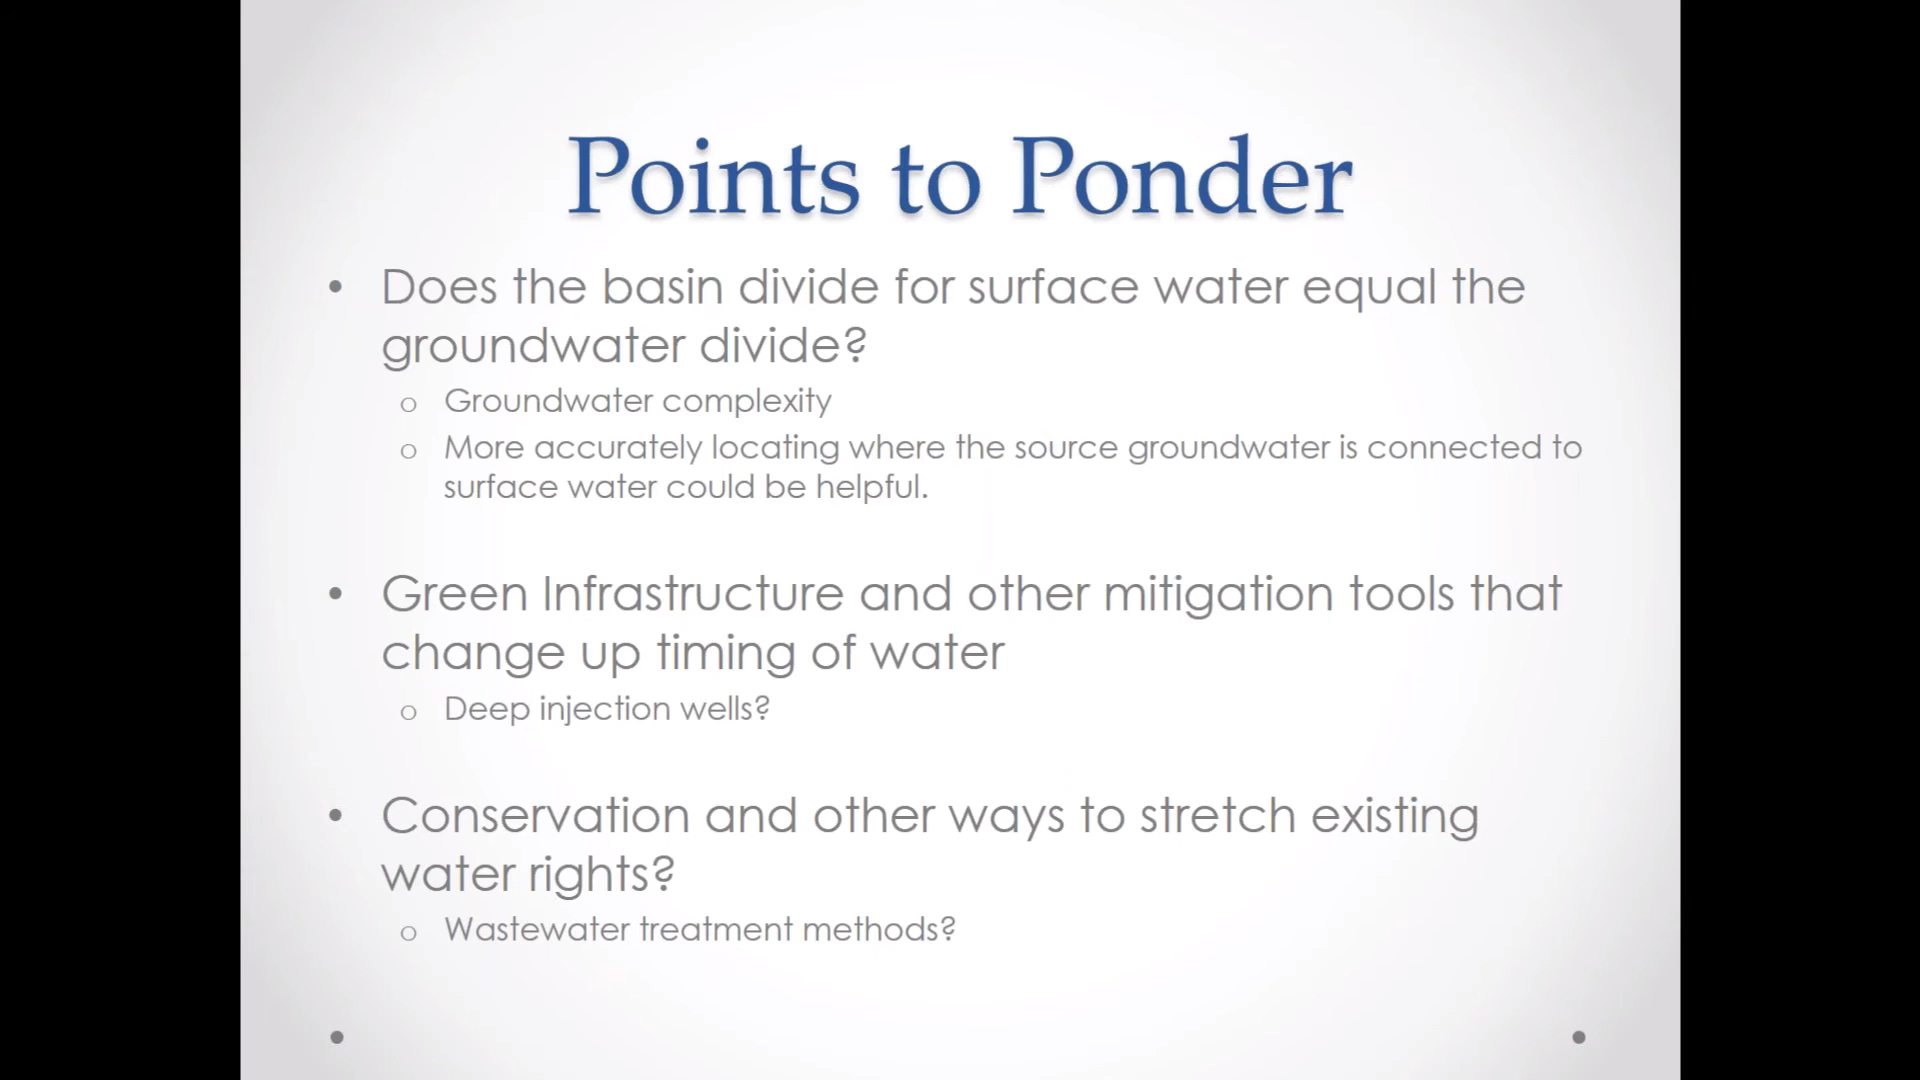 Points to Ponder
• Does the basin divide for surface water equal the
groundwater divide?
o Groundwater complexity
o More accurately locating where the source groundwater is connected to
surface water could be helpful.
• Green Infrastructure and other mitigation tools that
change up timing of water
o Deep injection wells?
• Conservation and other ways to stretch existing
water rights?
o Wastewater treatment methods?